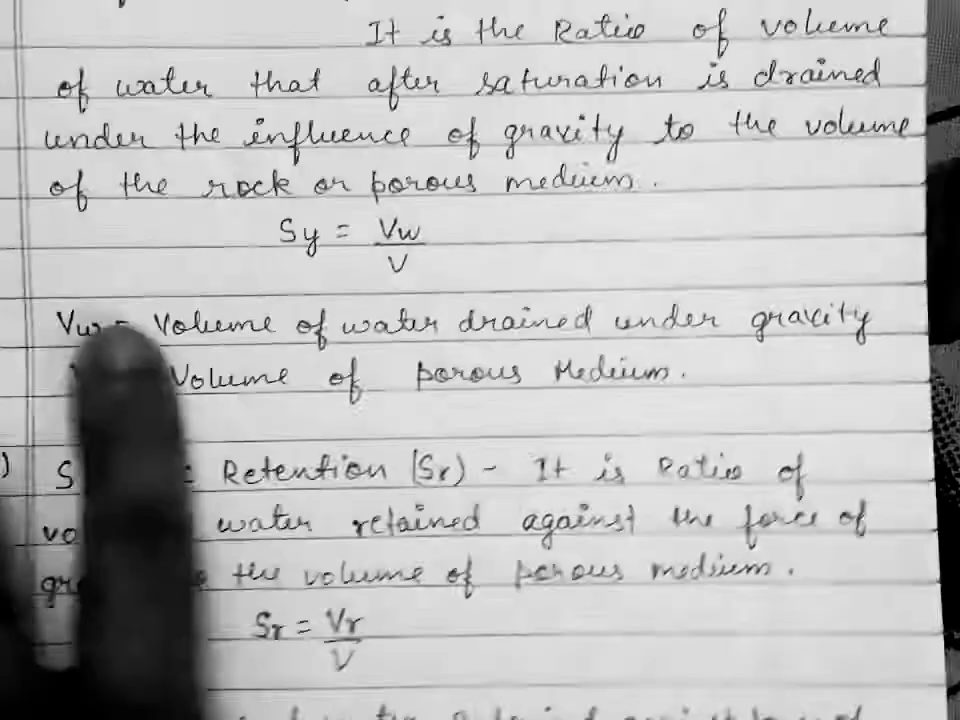 It is the Ratio of volume
of water that after saturation is drained
under the influence of gravity to the volume
of the rock or porous medium.
Sy = Vw
V
Vw = Volume of water drained under gravity
Volume of porous Medium.
) S : Retention (Sr) - It is Ratio of
vo water retained against the force of
gr the volume of porous medium.
Sr = Vr
V